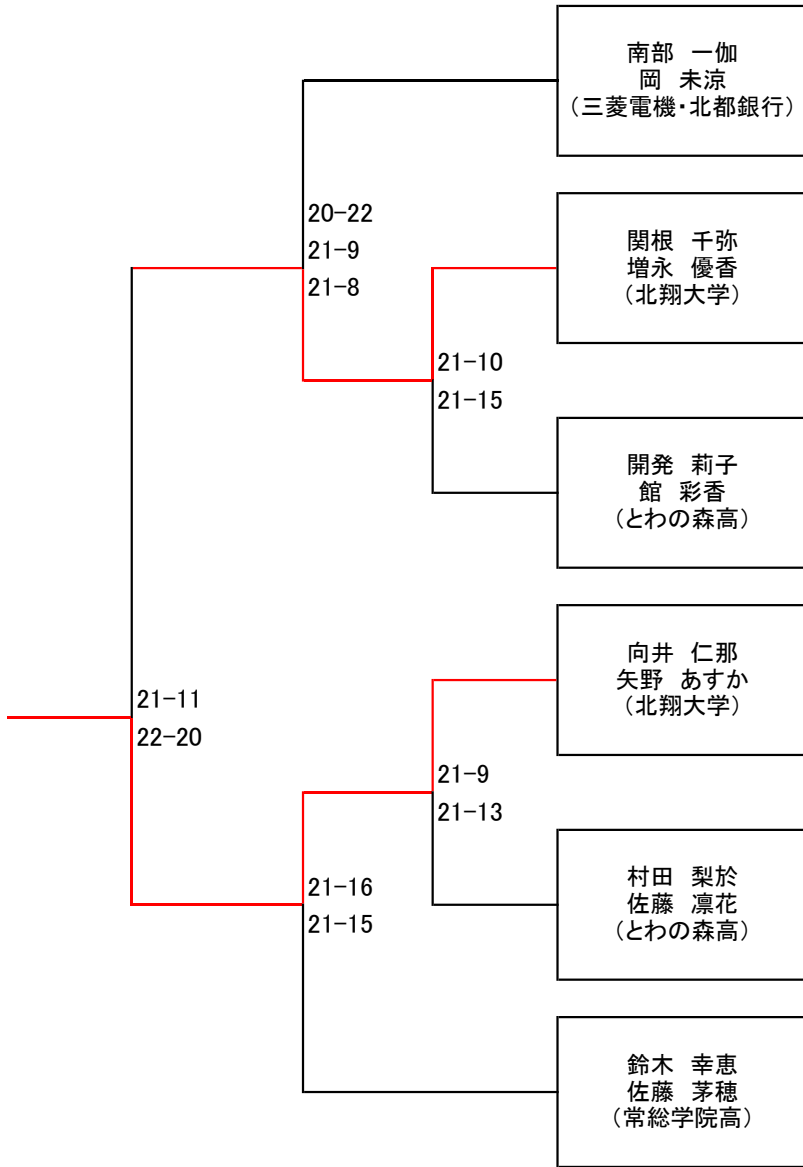 南部　一伽
岡　未涼
（三菱電機・北都銀行）
20-22
21-9
21-8
関根　千弥
増永　優香
（北翔大学）
21-10
21-15
開発　莉子
館　彩香
（とわの森高）
21-11
22-20
向井　仁那
矢野　あすか
（北翔大学）
21-9
21-13
村田　梨於
佐藤　凛花
（とわの森高）
21-16
21-15
鈴木　幸恵
佐藤　茅穂
（常総学院高）